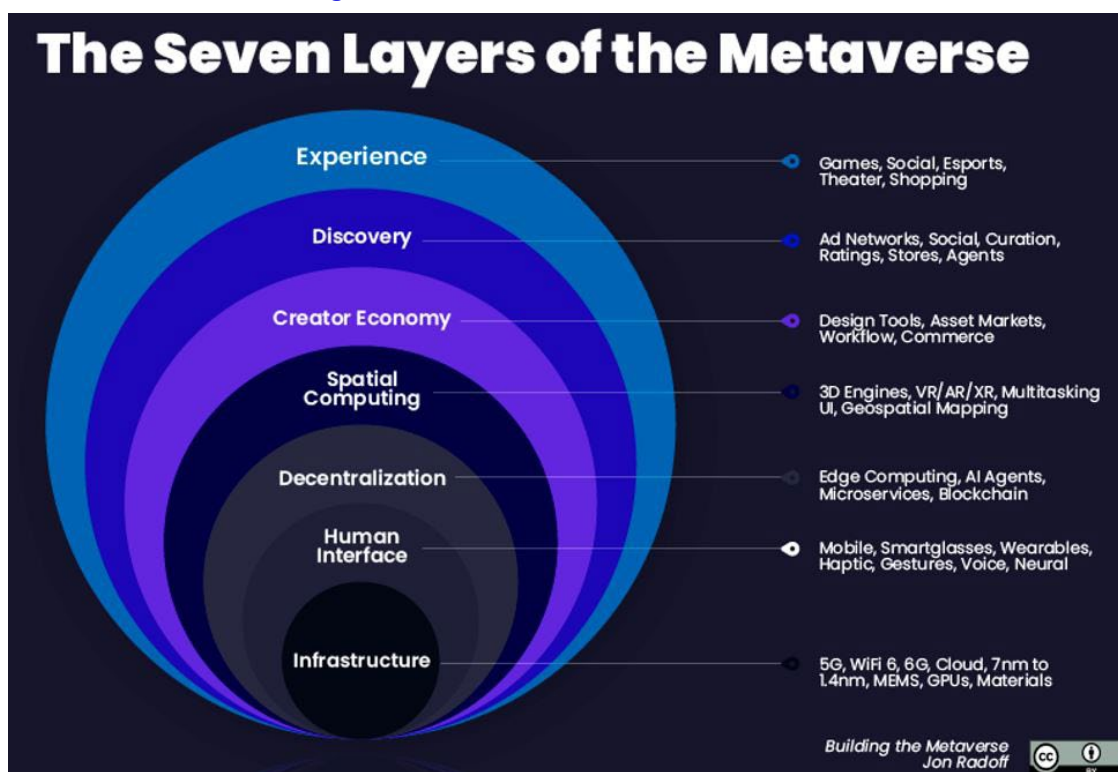 The Seven Layers of the Metaverse
Experience
Games, Social, Esports,
Theater, Shopping
Discovery
Ad Networks, Social, Curation,
Ratings, Stores, Agents
Creator Economy
Design Tools, Asset Markets,
Workflow, Commerce
Spatial
Computing
3D Engines, VR/AR/XR, Multitasking
UI, Geospatial Mapping
Decentralization
Edge Computing, AI Agents,
Microservices, Blockchain
Human
Interface
Mobile, Smartglasses, Wearables,
Haptic, Gestures, Voice, Neural
Infrastructure
5G, WiFi 6, 6G, Cloud, 7nm to
1.4nm, MEMS, GPUs, Materials
Building the Metaverse
Jon Radoff
cc